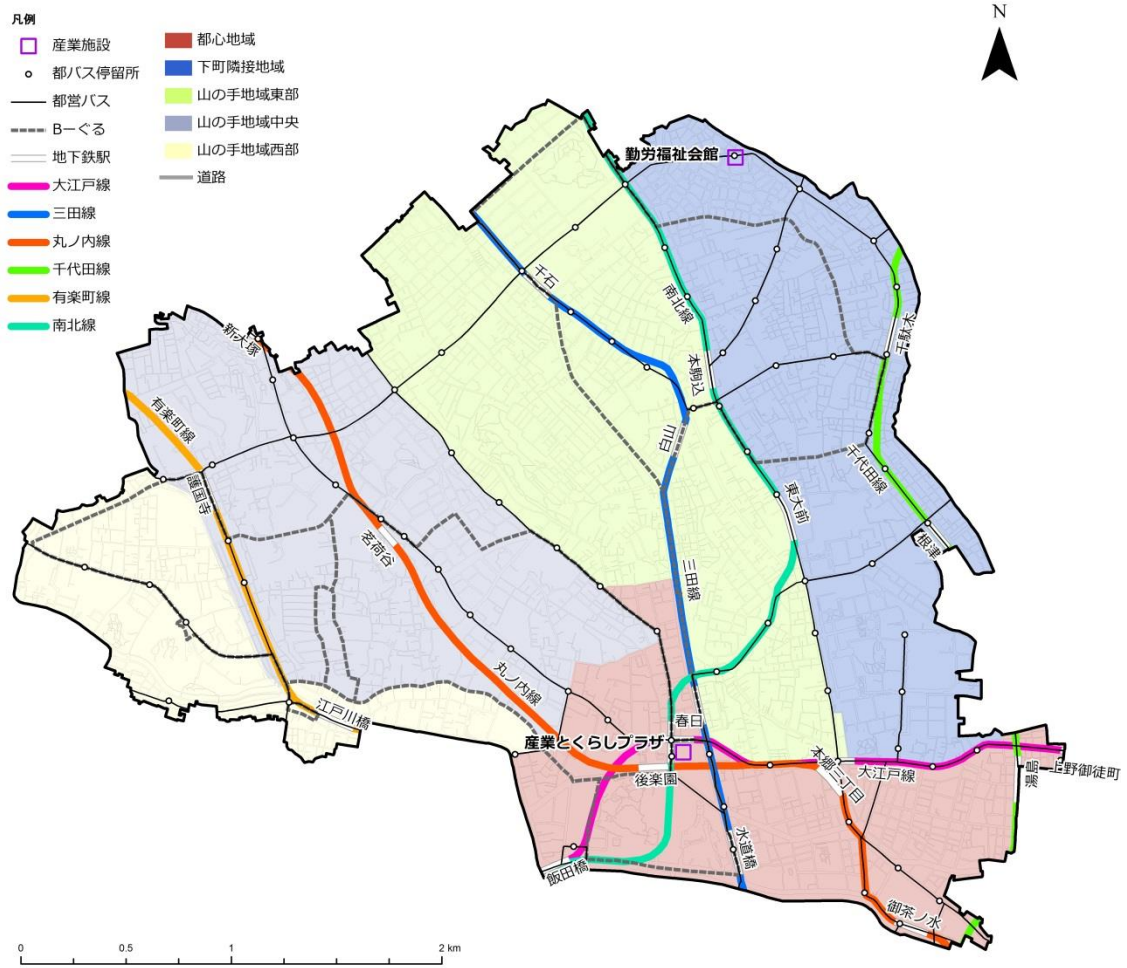 凡例
産業施設
都バス停留所
都営バス
Bーぐる
地下鉄駅
大江戸線
三田線
丸ノ内線
千代田線
有楽町線
南北線
都心地域
下町隣接地域
山の手地域東部
山の手地域中央
山の手地域西部
道路
N
勤労福祉会館
千石
南北線
千駄木
新大塚
本駒込
有楽町線
白山
千代田線
護国寺
東大前
茗荷谷
根津
三田線
丸ノ内線
江戸川橋
春日
産業とくらしプラザ
本郷三丁目
大江戸線
湯島
上野御徒町
後楽園
水道橋
飯田橋
御茶ノ水
0 0.5 1 2 km